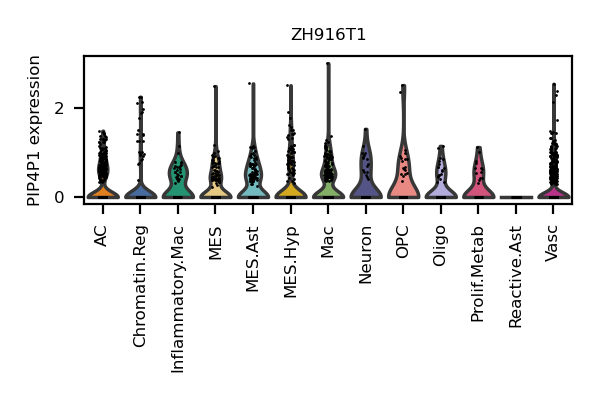 ZH916T1
PIP4P1 expression
2
0
AC
Chromatin.Reg
Inflammatory.Mac
MES
MES.Ast
MES.Hyp
Mac
Neuron
OPC
Oligo
Prolif.Metab
Reactive.Ast
Vasc